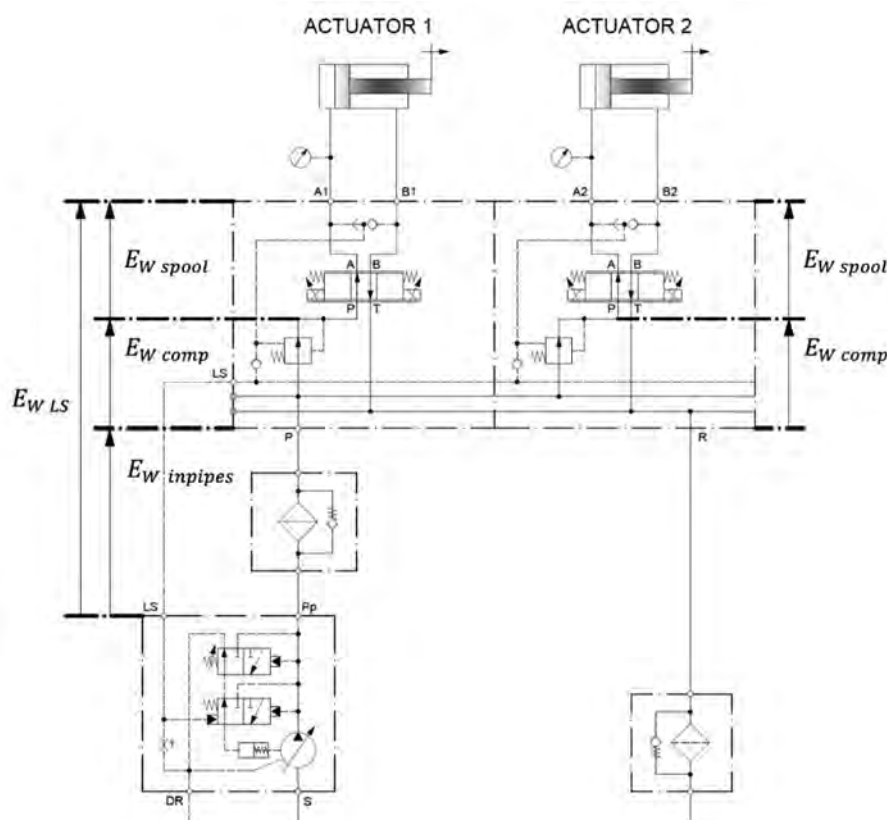 ACTUATOR 1 ACTUATOR 2
A1 B1 A2 B2
A B A B
E_W spool E_W spool
P T P T
E_W comp E_W comp
LS
E_W LS
P R
E_W inpipes
LS Pp
DR S